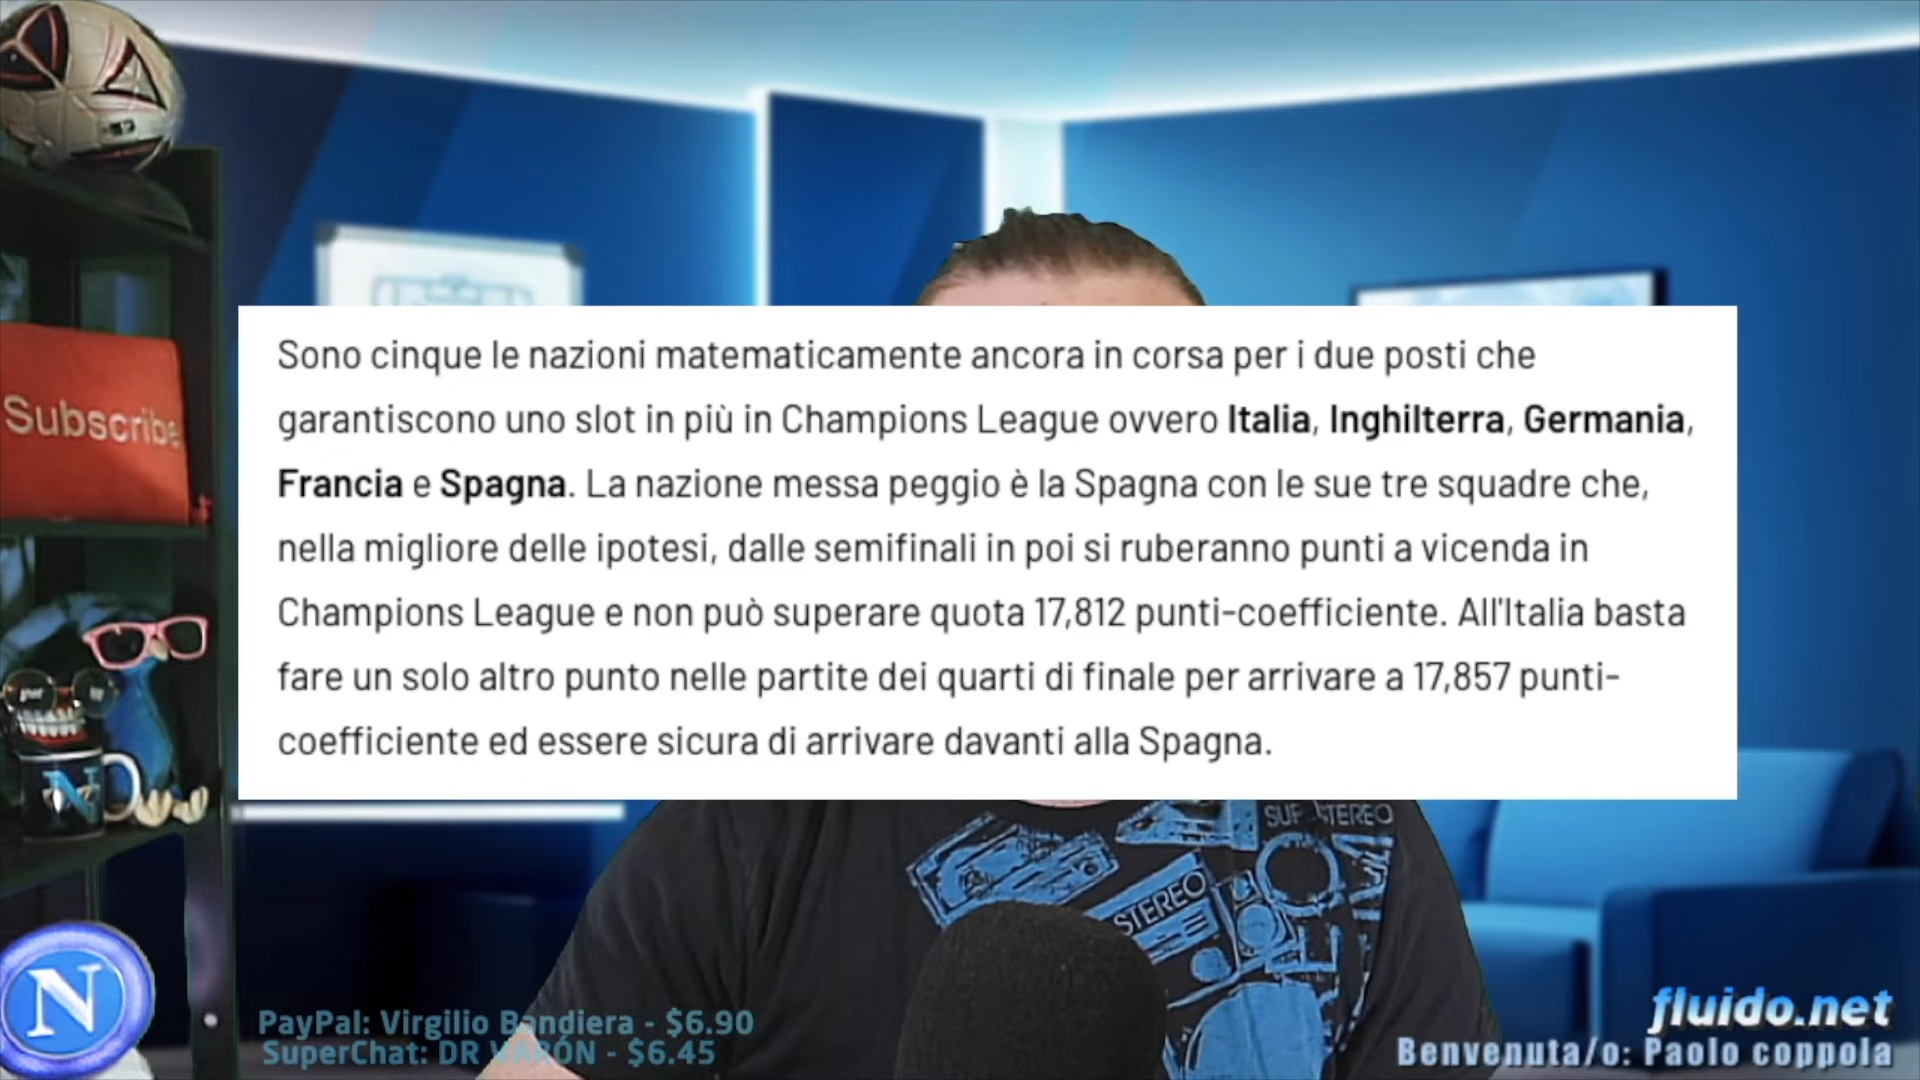 Subscribe
Sono cinque le nazioni matematicamente ancora in corsa per i due posti che
garantiscono uno slot in più in Champions League ovvero Italia, Inghilterra, Germania,
Francia e Spagna. La nazione messa peggio è la Spagna con le sue tre squadre che,
nella migliore delle ipotesi, dalle semifinali in poi si ruberanno punti a vicenda in
Champions League e non può superare quota 17,812 punti-coefficiente. All'Italia basta
fare un solo altro punto nelle partite dei quarti di finale per arrivare a 17,857 punti-
coefficiente ed essere sicura di arrivare davanti alla Spagna.
STEREO
STEREO
N
N
PayPal: Virgilio Bandiera - $6.90
SuperChat: DR VARON - $6.45
fluido.net
Benvenuta/o: Paolo coppola